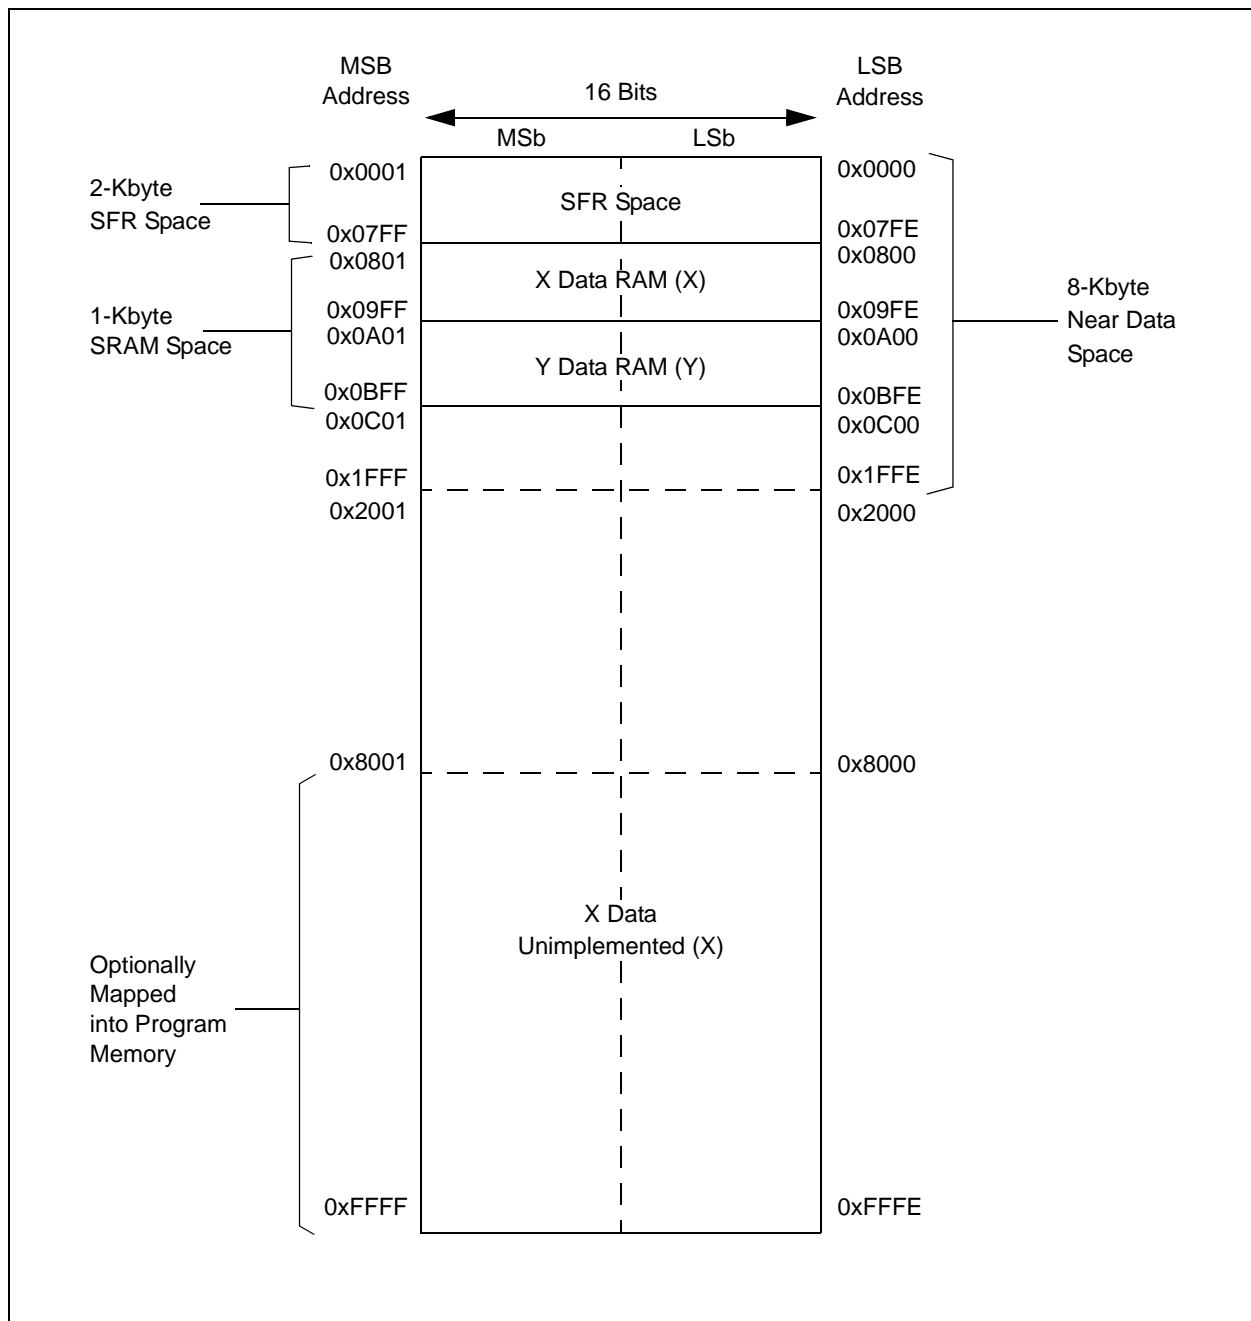 MSB
Address
LSB
Address
16 Bits
MSb
LSb
2-Kbyte
SFR Space
0x0001
SFR Space
0x0000
0x07FF
0x07FE
0x0801
0x0800
X Data RAM (X)
1-Kbyte
SRAM Space
0x09FF
0x09FE
0x0A01
0x0A00
8-Kbyte
Near Data
Space
Y Data RAM (Y)
0x0BFF
0x0BFE
0x0C01
0x0C00
0x1FFF
0x1FFE
0x2001
0x2000
0x8001
0x8000
X Data
Unimplemented (X)
Optionally
Mapped
into Program
Memory
0xFFFF
0xFFFE